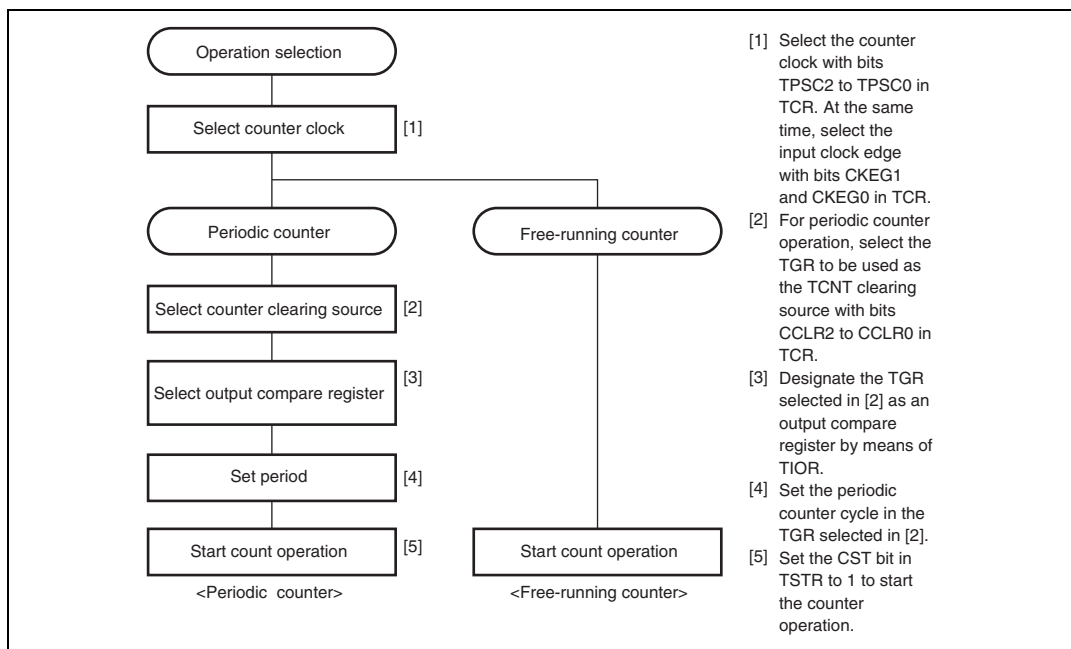 Operation selection
Select counter clock
[1]
Periodic counter
Free-running counter
Select counter clearing source
[2]
Select output compare register
[3]
Set period
[4]
Start count operation
[5]
Start count operation
<Periodic counter>
<Free-running counter>
[1] Select the counter
clock with bits
TPSC2 to TPSC0 in
TCR. At the same
time, select the
input clock edge
with bits CKEG1
and CKEG0 in TCR.
[2] For periodic counter
operation, select the
TGR to be used as
the TCNT clearing
source with bits
CCLR2 to CCLR0 in
TCR.
[3] Designate the TGR
selected in [2] as an
output compare
register by means of
TIOR.
[4] Set the periodic
counter cycle in the
TGR selected in [2].
[5] Set the CST bit in
TSTR to 1 to start
the counter
operation.